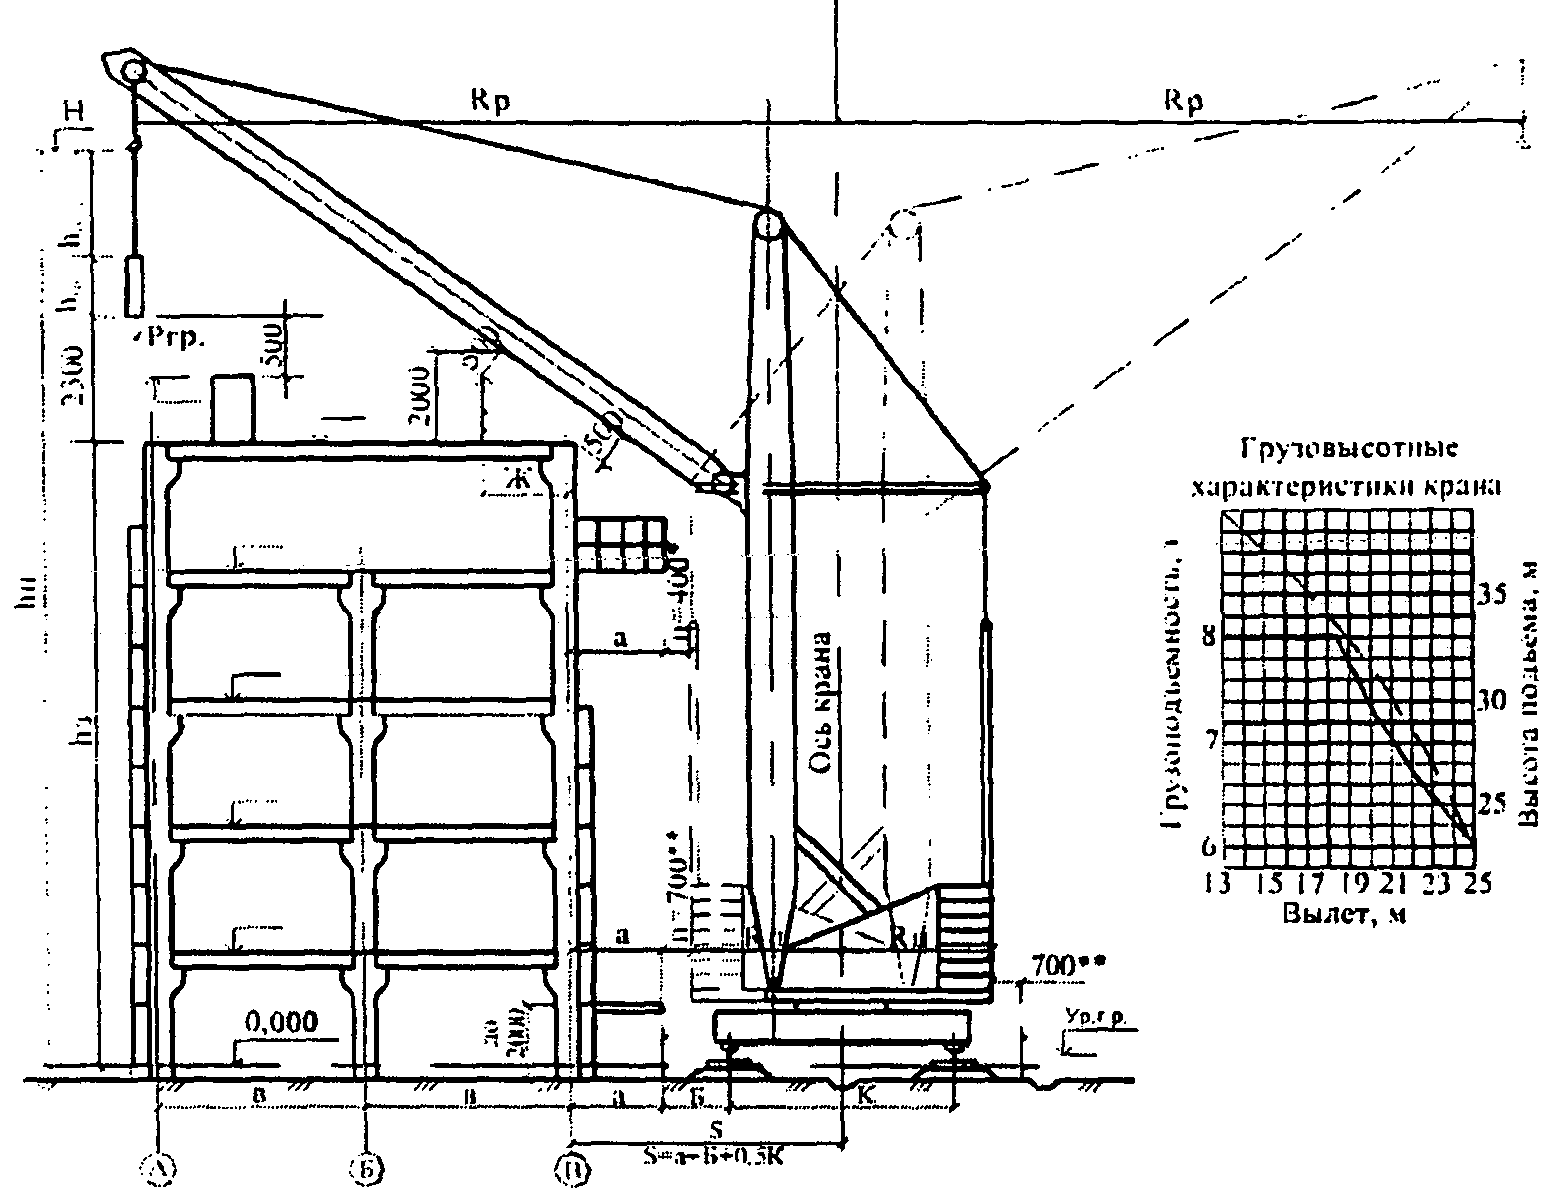 H
Rp
Rp
h
h
Ргр.
500
2300
2000
500
Ж
400
п
а
Ось крана
Грузовысотные
характеристики крана
Грузоподъемность, т
Высота подъема, м
35
8
30
7
25
6
13 15 17 19 21 23 25
Вылет, м
п=700**
а
700**
Ур.г.р.
0,000
до
2000
в
в
а
Б
К
S
S=а+Б+0,5К
А
Б
В